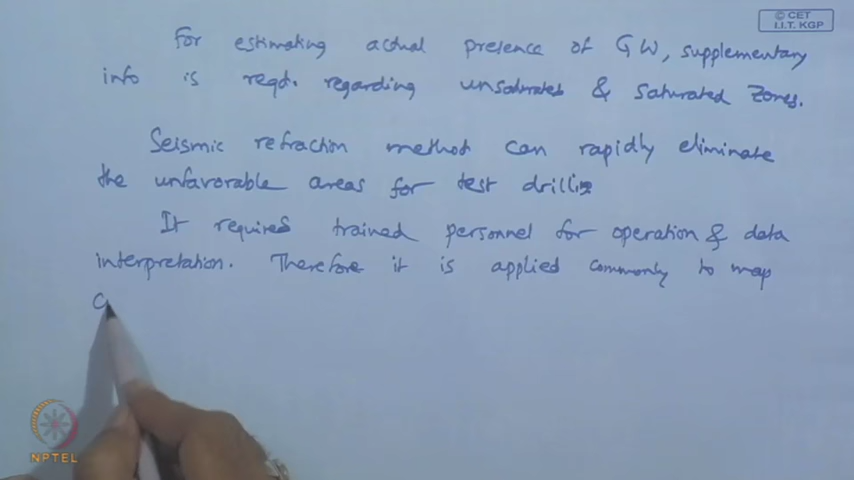 © CET
I.I.T. KGP
For estimating actual presence of GW, supplementary
info is reqd. regarding unsaturated & saturated zones.
Seismic refraction method can rapidly eliminate
the unfavorable areas for test drilling
It requires trained personnel for operation & data
interpretation. Therefore it is applied commonly to map
NPTEL